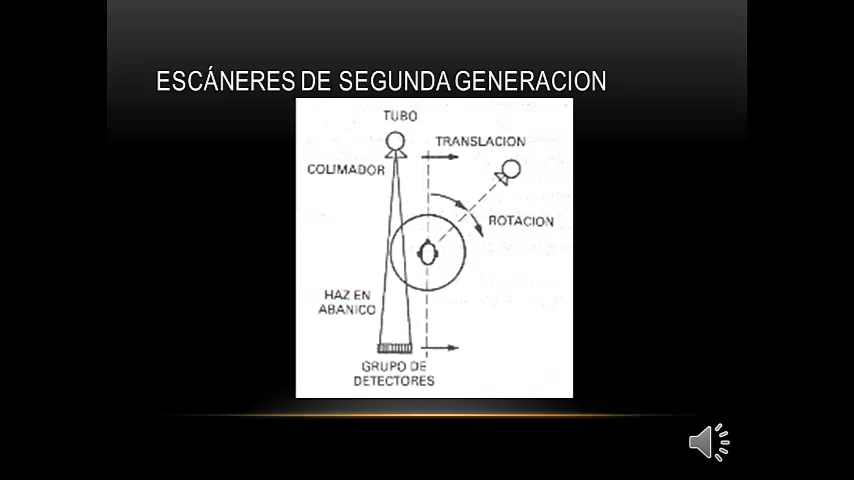 ESCÁNERES DE SEGUNDA GENERACION
TUBO
TRANSLACION
COLIMADOR
ROTACION
HAZ EN
ABANICO
GRUPO DE
DETECTORES